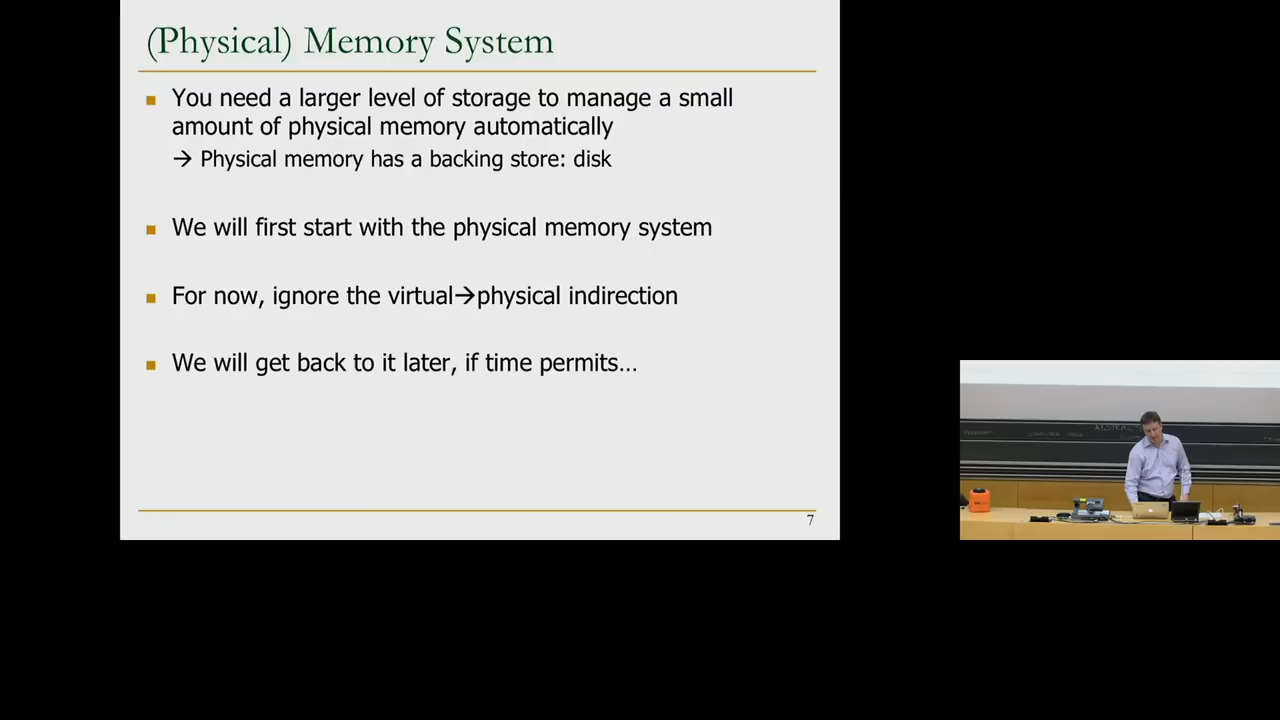 (Physical) Memory System
■ You need a larger level of storage to manage a small
amount of physical memory automatically
→ Physical memory has a backing store: disk
■ We will first start with the physical memory system
■ For now, ignore the virtual→physical indirection
■ We will get back to it later, if time permits…
7